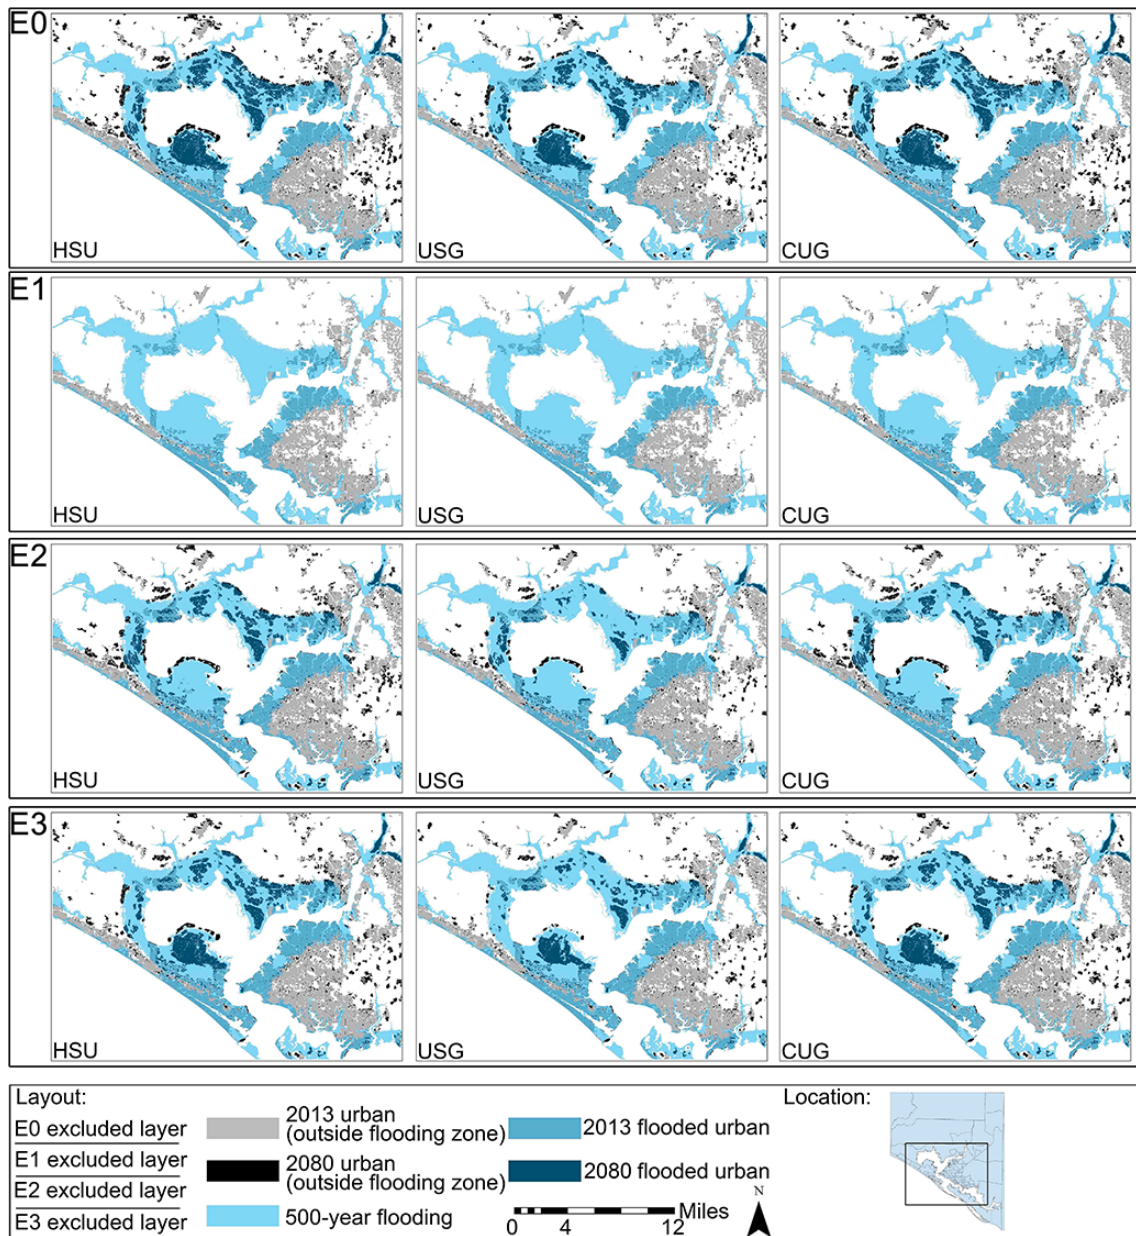 E0
HSU
USG
CUG
E1
HSU
USG
CUG
E2
HSU
USG
CUG
E3
HSU
USG
CUG
Layout:
E0 excluded layer
E1 excluded layer
E2 excluded layer
E3 excluded layer
2013 urban
(outside flooding zone)
2080 urban
(outside flooding zone)
500-year flooding
2013 flooded urban
2080 flooded urban
0 4 12 Miles
N
Location: